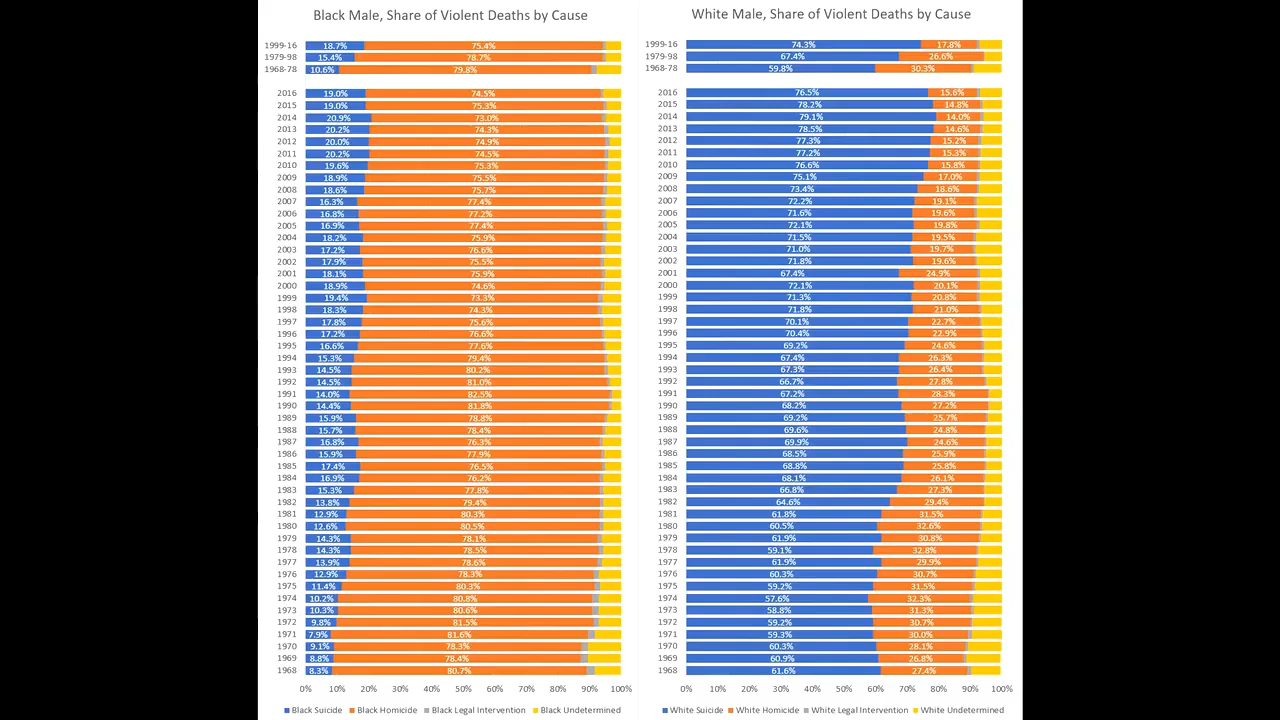 Black Male, Share of Violent Deaths by Cause
1999-16 18.7% 75.4%
1979-98 15.4% 78.7%
1968-78 10.6% 79.8%
2016 19.0% 74.5%
2015 19.0% 75.3%
2014 20.9% 73.0%
2013 20.2% 74.3%
2012 20.0% 74.9%
2011 20.2% 74.5%
2010 19.6% 75.3%
2009 18.9% 75.5%
2008 18.6% 75.7%
2007 16.3% 77.4%
2006 16.8% 77.2%
2005 16.9% 77.4%
2004 18.2% 75.9%
2003 17.2% 76.6%
2002 17.9% 75.5%
2001 18.1% 75.9%
2000 18.9% 74.6%
1999 19.4% 73.3%
1998 18.3% 74.3%
1997 17.8% 75.6%
1996 17.2% 76.6%
1995 16.6% 77.6%
1994 15.3% 79.4%
1993 14.5% 80.2%
1992 14.5% 81.0%
1991 14.0% 82.5%
1990 14.4% 81.8%
1989 15.9% 78.8%
1988 15.7% 78.4%
1987 16.8% 76.3%
1986 15.9% 77.9%
1985 17.4% 76.5%
1984 16.9% 76.2%
1983 15.3% 77.8%
1982 13.8% 79.4%
1981 12.9% 80.3%
1980 12.6% 80.5%
1979 14.3% 78.1%
1978 14.3% 78.5%
1977 13.9% 78.6%
1976 12.9% 78.3%
1975 11.4% 80.3%
1974 10.2% 80.8%
1973 10.3% 80.6%
1972 9.8% 81.5%
1971 7.9% 81.6%
1970 9.1% 78.3%
1969 8.8% 78.4%
1968 8.3% 80.7%
0% 10% 20% 30% 40% 50% 60% 70% 80% 90% 100%
Black Suicide Black Homicide Black Legal Intervention Black Undetermined
White Male, Share of Violent Deaths by Cause
1999-16 74.3% 17.8%
1979-98 67.4% 26.6%
1968-78 59.8% 30.3%
2016 76.5% 15.6%
2015 78.2% 14.8%
2014 79.1% 14.0%
2013 78.5% 14.6%
2012 77.3% 15.2%
2011 77.2% 15.3%
2010 76.6% 15.8%
2009 75.1% 17.0%
2008 73.4% 18.6%
2007 72.2% 19.1%
2006 71.6% 19.6%
2005 72.1% 19.8%
2004 71.5% 19.5%
2003 71.0% 19.7%
2002 71.8% 19.6%
2001 67.4% 24.9%
2000 72.1% 20.1%
1999 71.3% 20.8%
1998 71.8% 21.0%
1997 70.1% 22.7%
1996 70.4% 22.9%
1995 69.2% 24.6%
1994 67.4% 26.3%
1993 67.3% 26.4%
1992 66.7% 27.8%
1991 67.2% 28.3%
1990 68.2% 27.2%
1989 69.2% 25.7%
1988 69.6% 24.8%
1987 69.9% 24.6%
1986 68.5% 25.9%
1985 68.8% 25.8%
1984 68.1% 26.1%
1983 66.8% 27.3%
1982 64.6% 29.4%
1981 61.8% 31.5%
1980 60.5% 32.6%
1979 61.9% 30.8%
1978 59.1% 32.8%
1977 61.9% 29.9%
1976 60.3% 30.7%
1975 59.2% 31.5%
1974 57.6% 32.3%
1973 58.8% 31.3%
1972 59.2% 30.7%
1971 59.3% 30.0%
1970 60.3% 28.1%
1969 60.9% 26.8%
1968 61.6% 27.4%
0% 10% 20% 30% 40% 50% 60% 70% 80% 90% 100%
White Suicide White Homicide White Legal Intervention White Undetermined